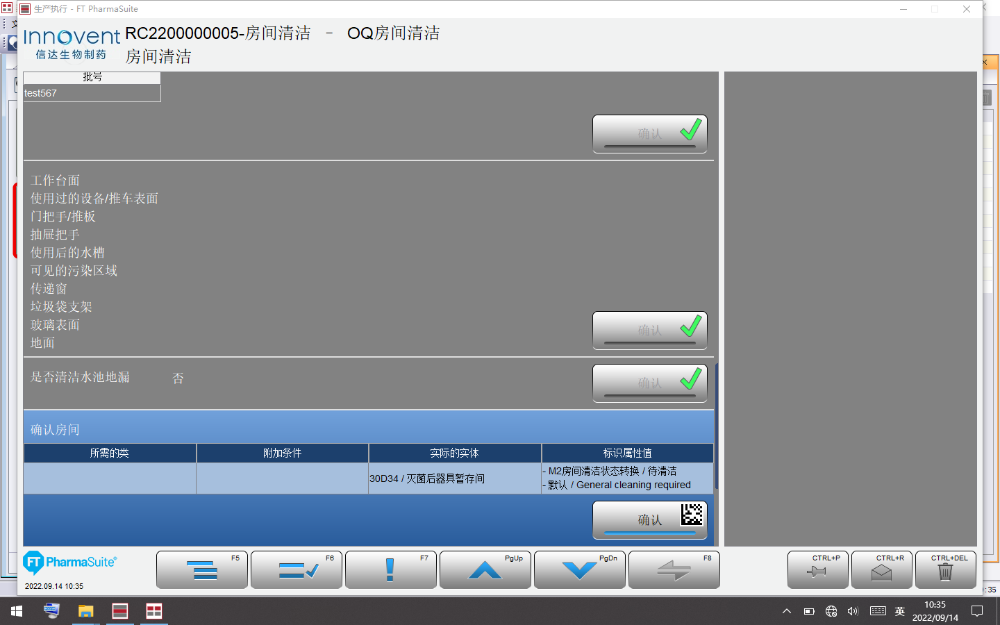 生产执行 - FT PharmaSuite
Innovent
信达生物制药
RC2200000005-房间清洁 – OQ房间清洁
房间清洁
批号
test567
确认
工作台面
使用过的设备/推车表面
门把手/推板
抽屉把手
使用后的水槽
可见的污染区域
传递窗
垃圾袋支架
玻璃表面
地面
确认
是否清洁水池地漏 否
确认
确认房间
所需的类 附加条件 实际的实体 标识属性值
30D34 / 灭菌后器具暂存间
- M2房间清洁状态转换 / 待清洁
- 默认 / General cleaning required
确认
FT PharmaSuite®
2022.09.14 10:35
F5 F6 F7 PgUp PgDn F8 CTRL+P CTRL+R CTRL+DEL
:35
英
10:35
2022/09/14